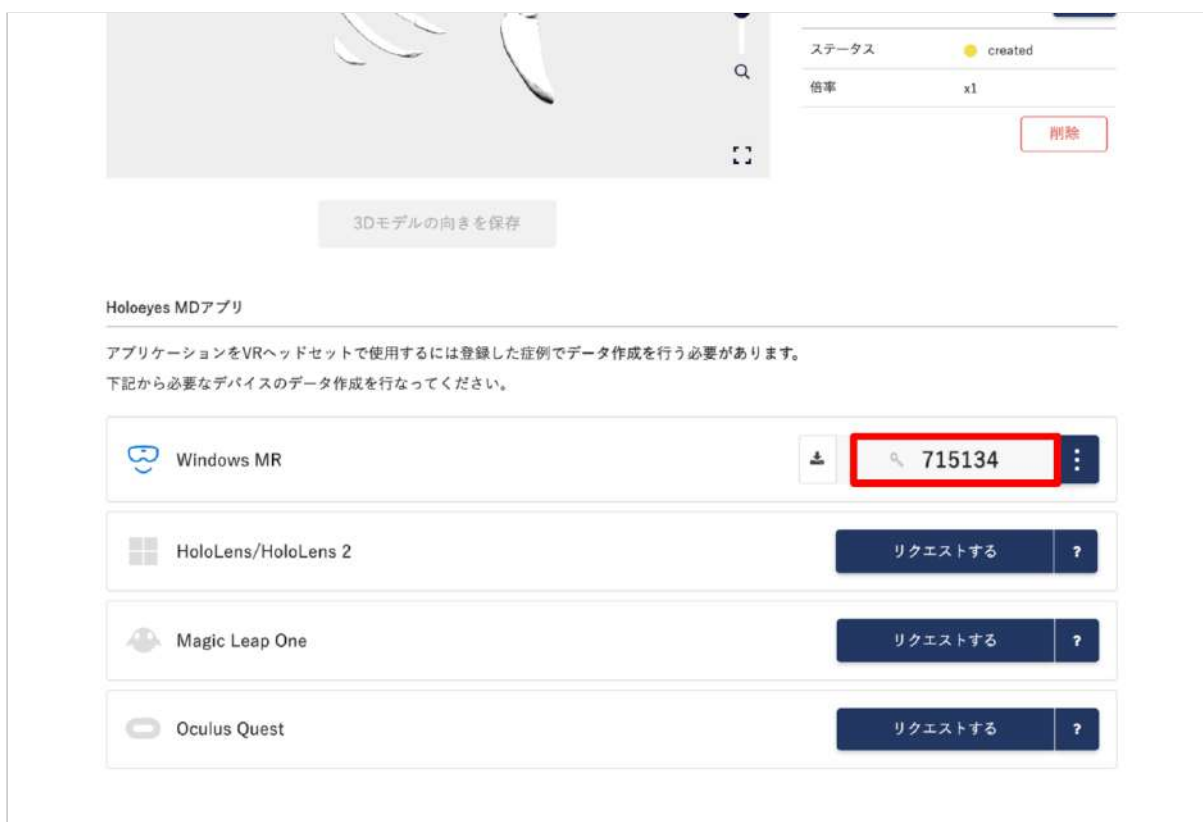 ステータス created
倍率 x1
削除
3Dモデルの向きを保存
Holoeyes MDアプリ
アプリケーションをVRヘッドセットで使用するには登録した症例でデータ作成を行う必要があります。
下記から必要なデバイスのデータ作成を行なってください。
Windows MR 715134
HoloLens/HoloLens 2 リクエストする ?
Magic Leap One リクエストする ?
Oculus Quest リクエストする ?